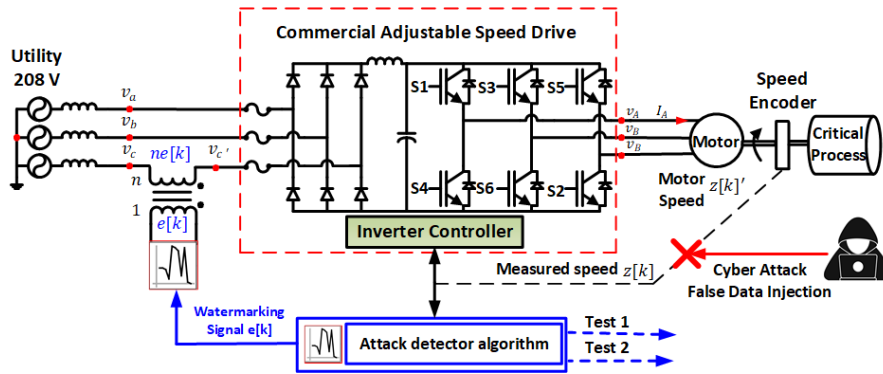 Commercial Adjustable Speed Drive
Utility
208 V
v_a
v_b
v_c
ne[k]
v_c'
n
1
e[k]
S1
S3
S5
S4
S6
S2
v_A
I_A
v_B
v_B
Motor
Speed
Encoder
Critical
Process
Motor
Speed
z[k]'
Inverter Controller
Measured speed z[k]
Cyber Attack
False Data Injection
Watermarking
Signal e[k]
Attack detector algorithm
Test 1
Test 2